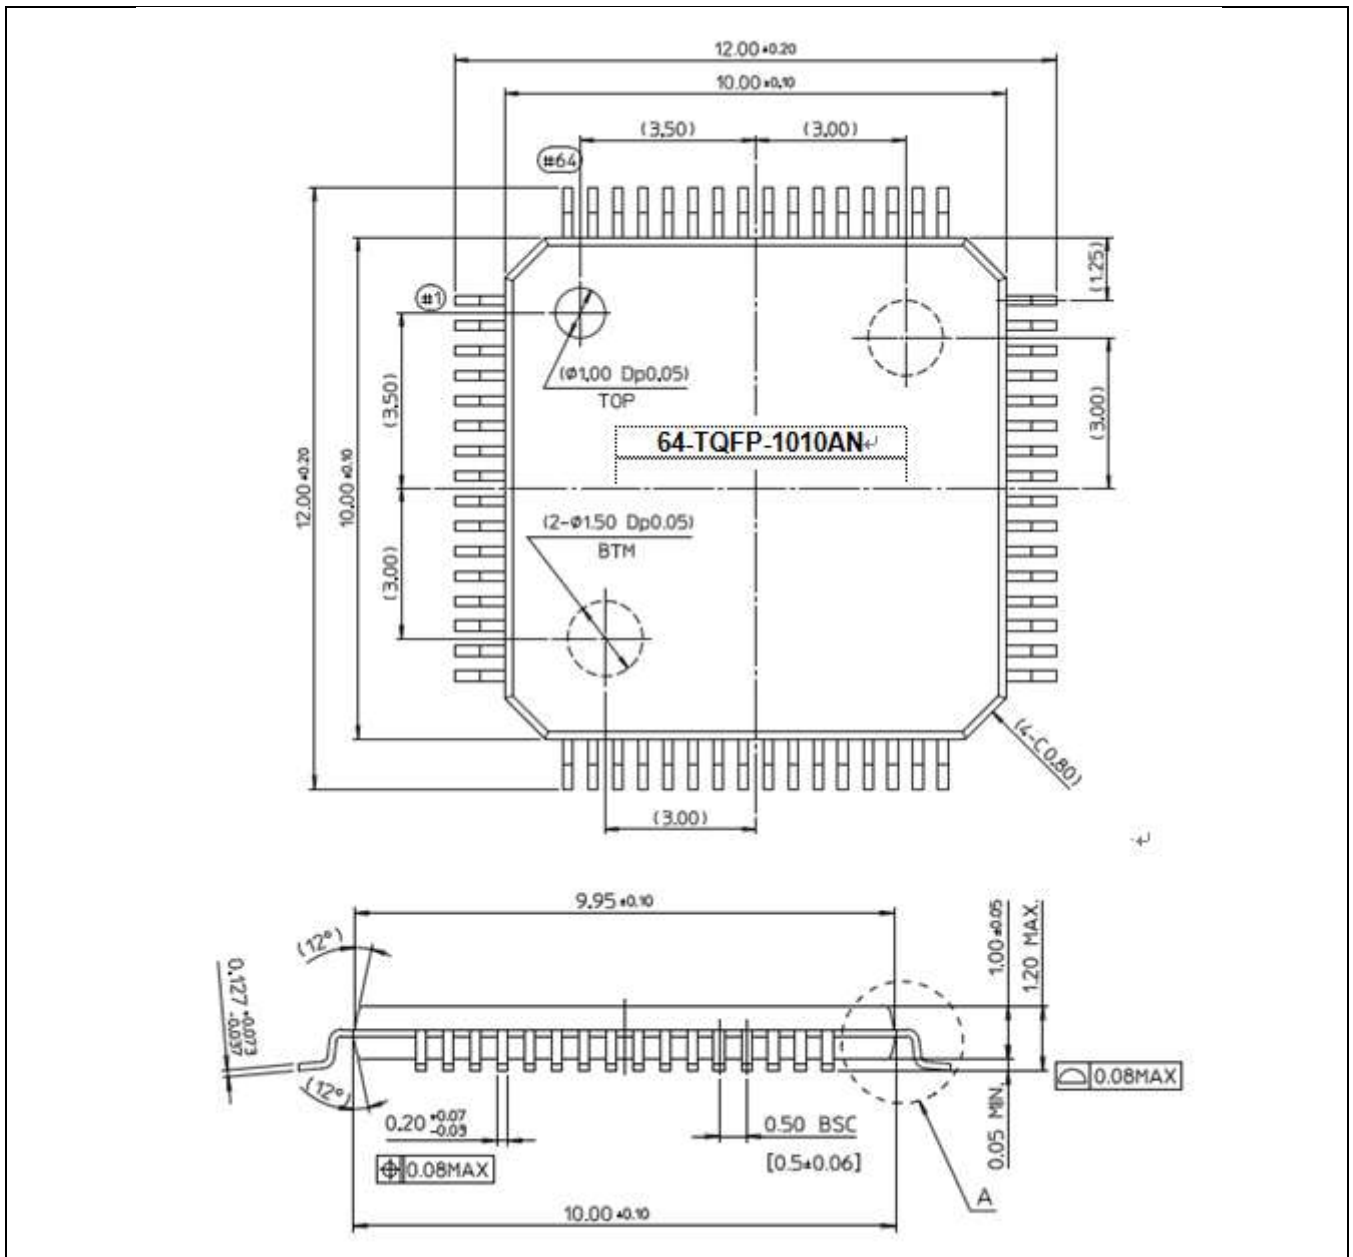 12.00±0.20
10.00±0.10
(3.50)
(3.00)
#64
(1.25)
#1
(Ø1.00 Dp0.05)
TOP
(3.50)
(3.00)
64-TQFP-1010AN↵
12.00±0.20
10.00±0.10
(2-Ø1.50 Dp0.05)
BTM
(3.00)
(4-C0.80)
(3.00)
↵
9.95±0.10
(12°)
1.00±0.05
1.20 MAX.
0.127 +0.073
-0.037
0.08MAX
(12°)
0.20 +0.07
-0.03
0.50 BSC
0.05 MIN.
0.08MAX
[0.5±0.06]
A
10.00±0.10